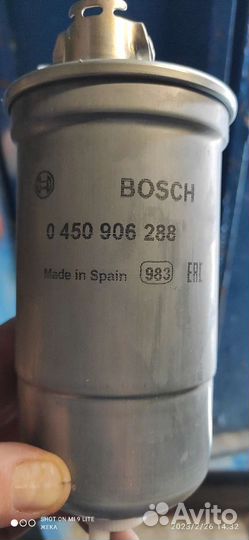 BOSCH
0 450 906 288
Made in Spain 983 EAC
SHOT ON MI 9 LITE
ЖЕКА
Avito
2023/2/26 14:32